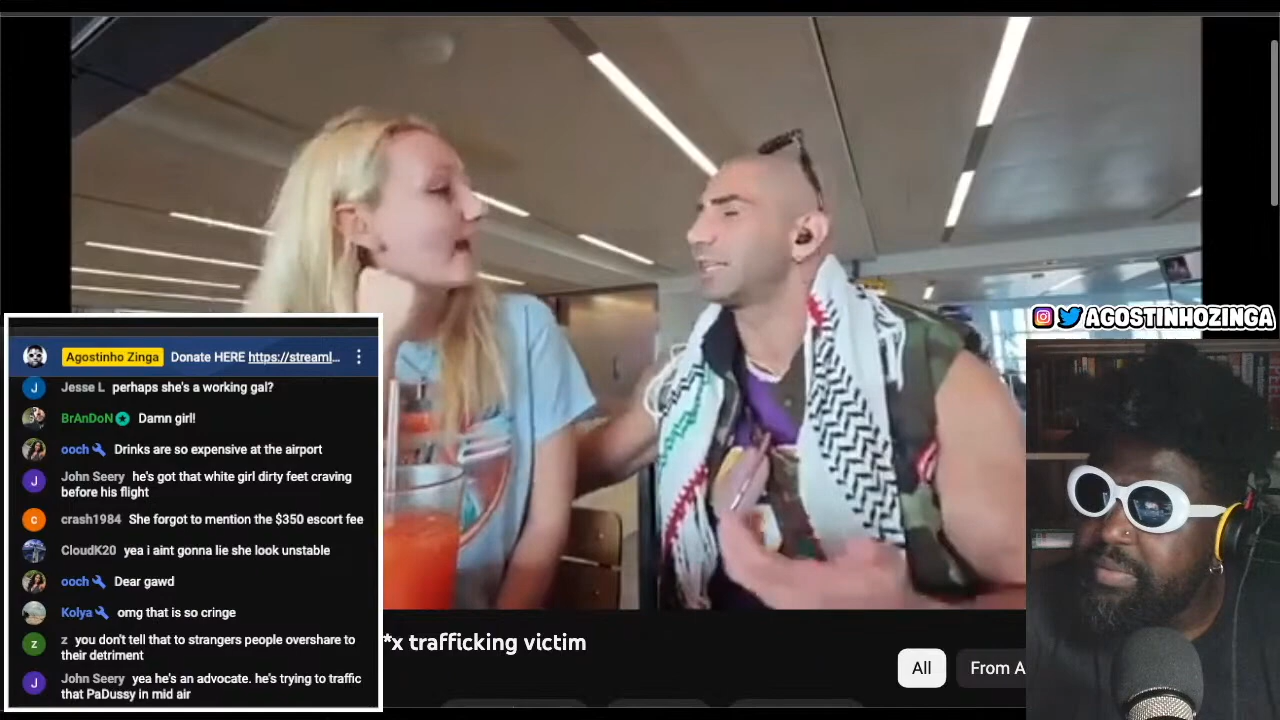 AGOSTINHOZINGA
Agostinho Zinga Donate HERE https://streaml...
Jesse L perhaps she's a working gal?
BrAnDoN Damn girl!
ooch Drinks are so expensive at the airport
John Seery he's got that white girl dirty feet craving
before his flight
crash1984 She forgot to mention the $350 escort fee
CloudK20 yea i aint gonna lie she look unstable
ooch Dear gawd
Kolya omg that is so cringe
z you don't tell that to strangers people overshare to
their detriment
John Seery yea he's an advocate. he's trying to traffic
that PaDussy in mid air
*x trafficking victim
All From A